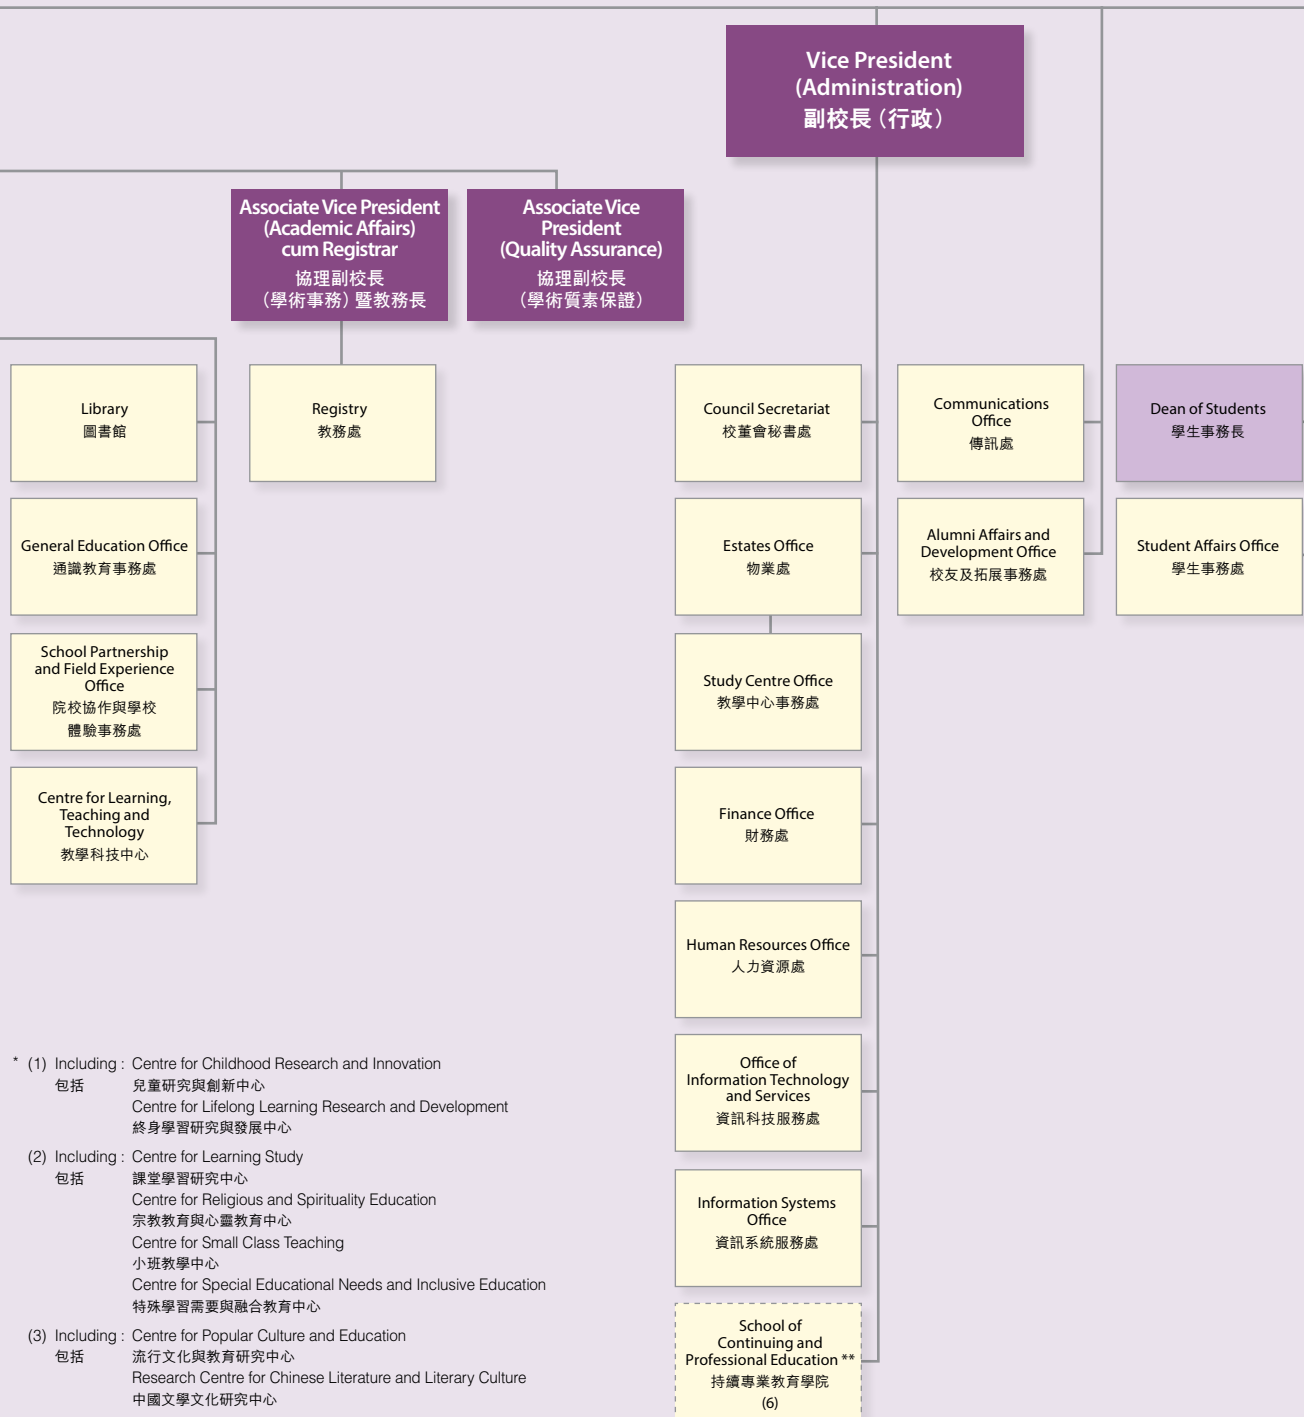 Vice President
(Administration)
副校長（行政）
Associate Vice President
(Academic Affairs)
cum Registrar
協理副校長
（學術事務）暨教務長
Associate Vice
President
(Quality Assurance)
協理副校長
（學術質素保證）
Library
圖書館
Registry
教務處
Council Secretariat
校董會秘書處
Communications
Office
傳訊處
Dean of Students
學生事務長
General Education Office
通識教育事務處
Estates Office
物業處
Alumni Affairs and
Development Office
校友及拓展事務處
Student Affairs Office
學生事務處
School Partnership
and Field Experience
Office
院校協作與學校
體驗事務處
Study Centre Office
教學中心事務處
Centre for Learning,
Teaching and
Technology
教學科技中心
Finance Office
財務處
Human Resources Office
人力資源處
Office of
Information Technology
and Services
資訊科技服務處
Information Systems
Office
資訊系統服務處
School of
Continuing and
Professional Education **
持續專業教育學院
(6)
* (1) Including : Centre for Childhood Research and Innovation
包括 兒童研究與創新中心
Centre for Lifelong Learning Research and Development
終身學習研究與發展中心
(2) Including : Centre for Learning Study
包括 課堂學習研究中心
Centre for Religious and Spirituality Education
宗教教育與心靈教育中心
Centre for Small Class Teaching
小班教學中心
Centre for Special Educational Needs and Inclusive Education
特殊學習需要與融合教育中心
(3) Including : Centre for Popular Culture and Education
包括 流行文化與教育研究中心
Research Centre for Chinese Literature and Literary Culture
中國文學文化研究中心